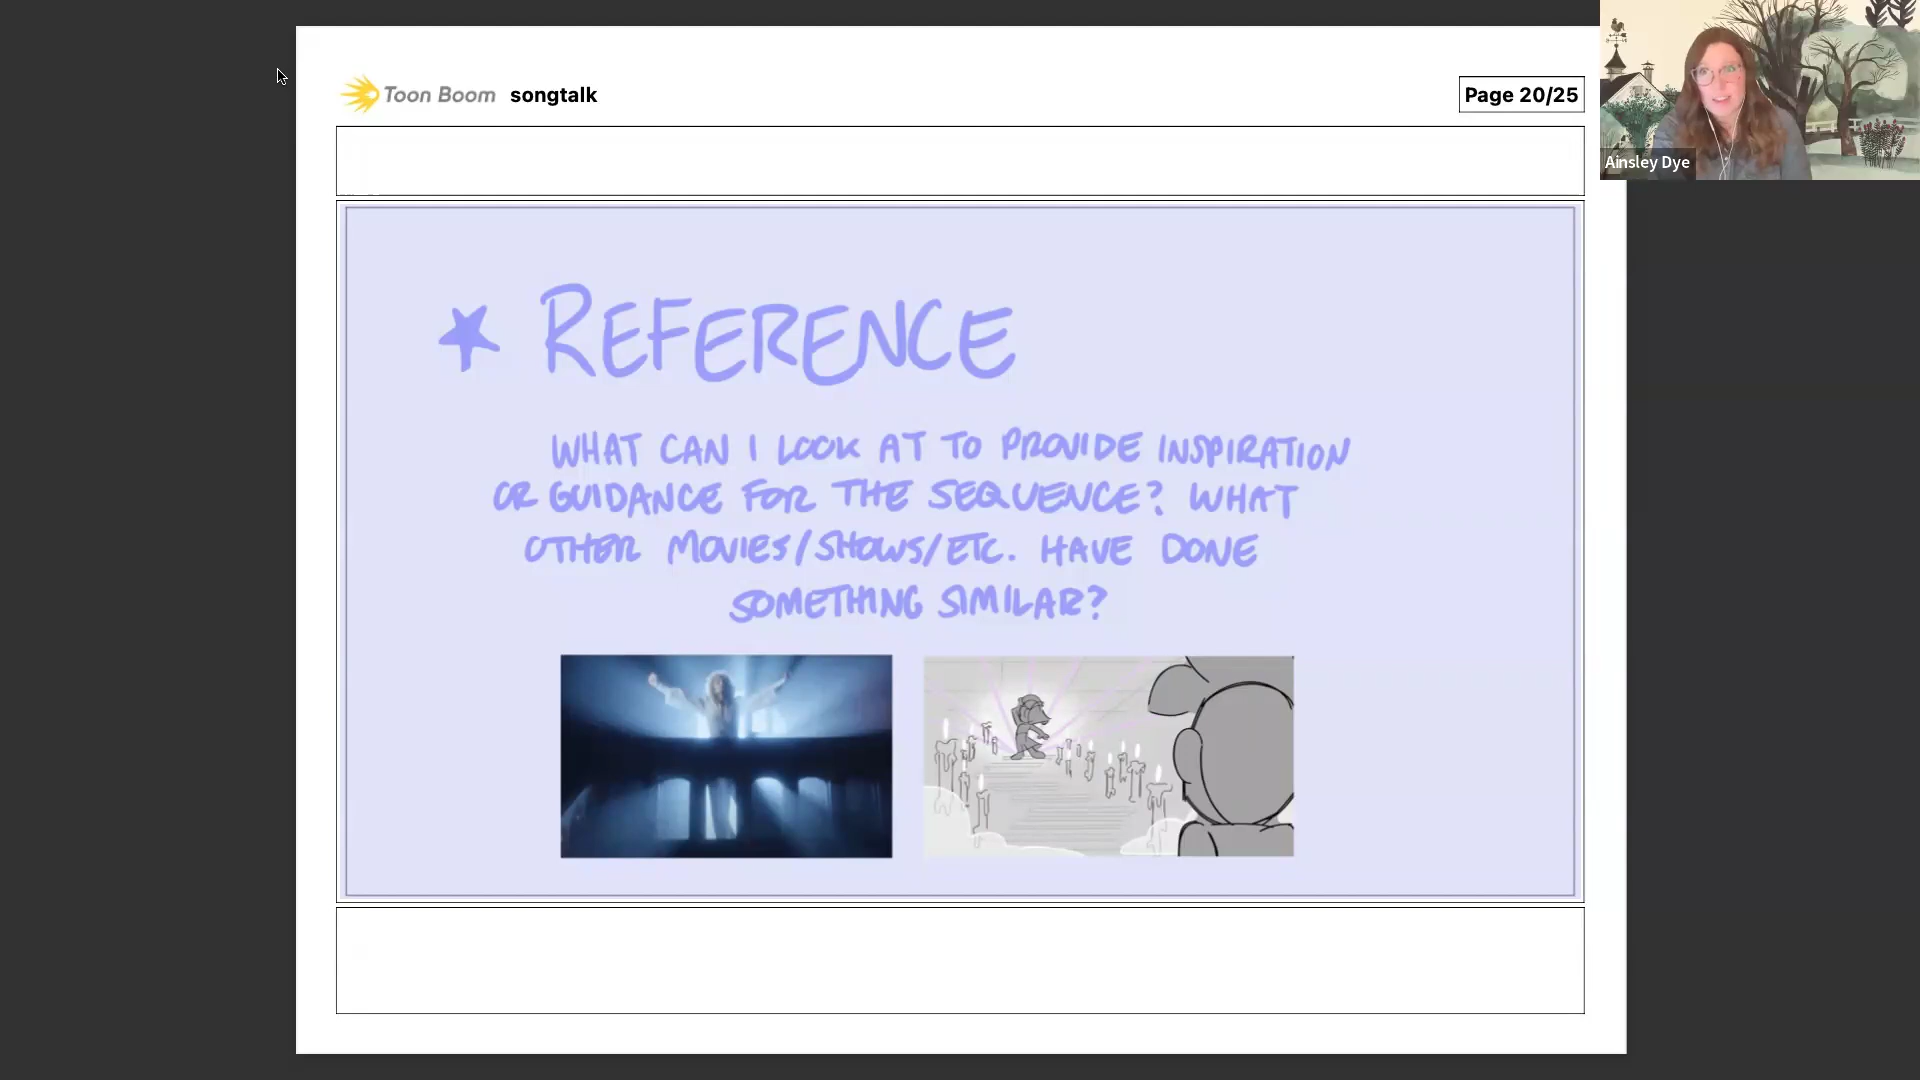 Toon Boom songtalk
Page 20/25
Ainsley Dye
REFERENCE
WHAT CAN I LOOK AT TO PROVIDE INSPIRATION
OR GUIDANCE FOR THE SEQUENCE? WHAT
OTHER MOVIES/SHOWS/ETC. HAVE DONE
SOMETHING SIMILAR?